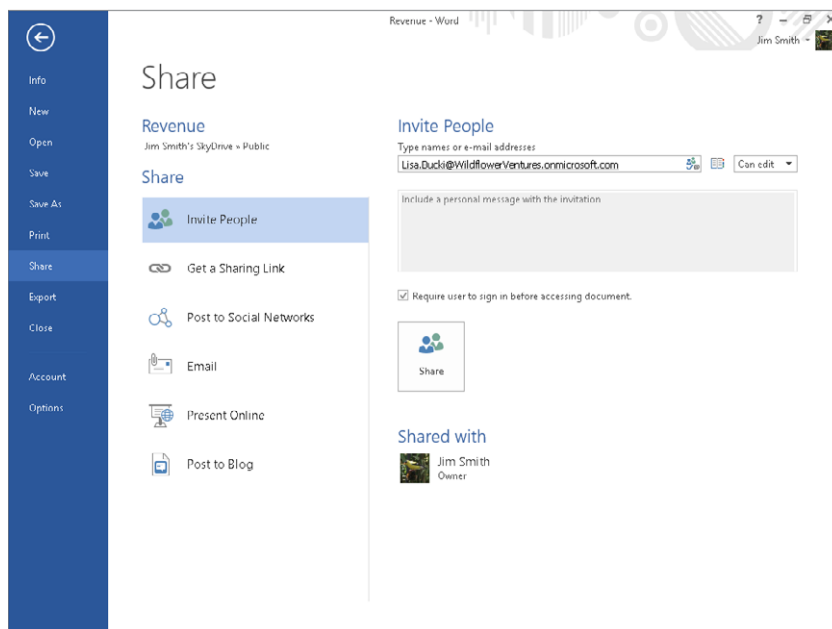 Revenue - Word
? – 
Jim Smith
Info
New
Open
Save
Save As
Print
Share
Export
Close
Account
Options
Share
Revenue
Jim Smith's SkyDrive » Public
Share
Invite People
Get a Sharing Link
Post to Social Networks
Email
Present Online
Post to Blog
Invite People
Type names or e-mail addresses
Lisa.Ducki@WildflowerVentures.onmicrosoft.com
Can edit
Include a personal message with the invitation
Require user to sign in before accessing document.
Share
Shared with
Jim Smith
Owner